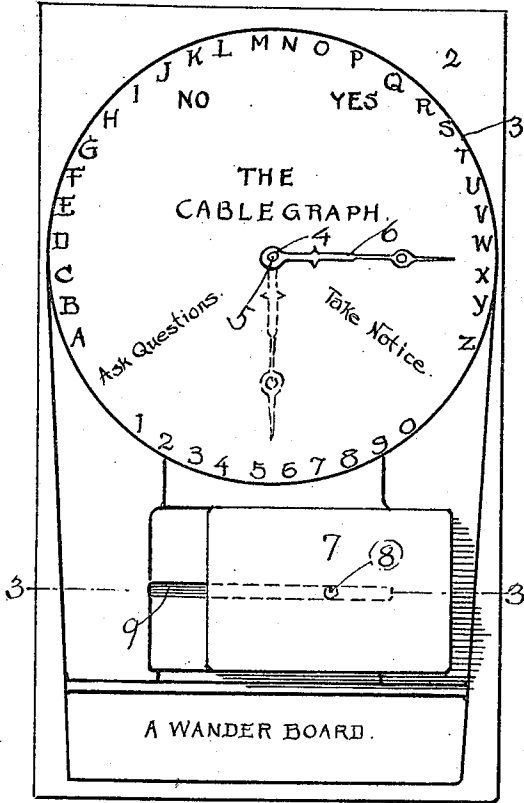 A B C D E F G H I J K L M N O P Q R S T U V W X Y Z
2
3
NO YES
THE
CABLEGRAPH.
4 6
5
Ask Questions. Take Notice.
1 2 3 4 5 6 7 8 9 0
7 8
3 3
9
A WANDER BOARD.